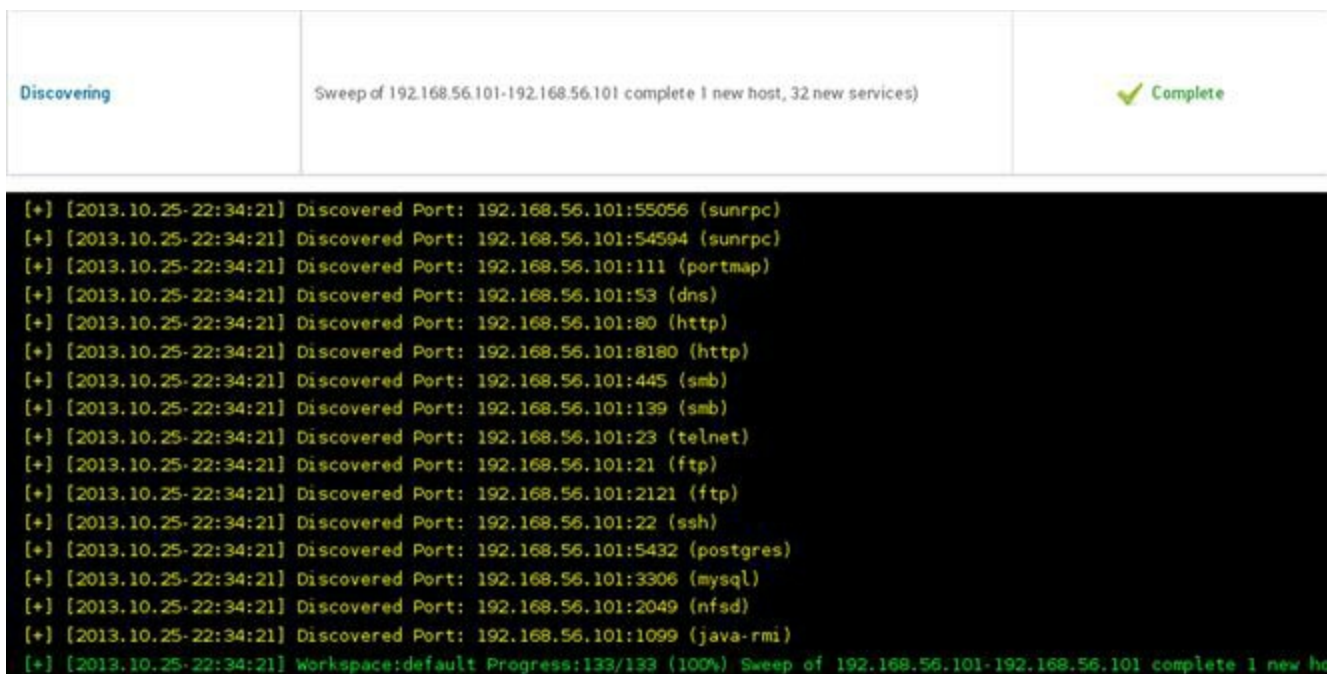 Discovering
Sweep of 192.168.56.101-192.168.56.101 complete 1 new host, 32 new services)
Complete
[+] [2013.10.25-22:34:21] Discovered Port: 192.168.56.101:55056 (sunrpc)
[+] [2013.10.25-22:34:21] Discovered Port: 192.168.56.101:54594 (sunrpc)
[+] [2013.10.25-22:34:21] Discovered Port: 192.168.56.101:111 (portmap)
[+] [2013.10.25-22:34:21] Discovered Port: 192.168.56.101:53 (dns)
[+] [2013.10.25-22:34:21] Discovered Port: 192.168.56.101:80 (http)
[+] [2013.10.25-22:34:21] Discovered Port: 192.168.56.101:8180 (http)
[+] [2013.10.25-22:34:21] Discovered Port: 192.168.56.101:445 (smb)
[+] [2013.10.25-22:34:21] Discovered Port: 192.168.56.101:139 (smb)
[+] [2013.10.25-22:34:21] Discovered Port: 192.168.56.101:23 (telnet)
[+] [2013.10.25-22:34:21] Discovered Port: 192.168.56.101:21 (ftp)
[+] [2013.10.25-22:34:21] Discovered Port: 192.168.56.101:2121 (ftp)
[+] [2013.10.25-22:34:21] Discovered Port: 192.168.56.101:22 (ssh)
[+] [2013.10.25-22:34:21] Discovered Port: 192.168.56.101:5432 (postgres)
[+] [2013.10.25-22:34:21] Discovered Port: 192.168.56.101:3306 (mysql)
[+] [2013.10.25-22:34:21] Discovered Port: 192.168.56.101:2049 (nfsd)
[+] [2013.10.25-22:34:21] Discovered Port: 192.168.56.101:1099 (java-rmi)
[+] [2013.10.25-22:34:21] Workspace:default Progress:133/133 (100%) Sweep of 192.168.56.101-192.168.56.101 complete 1 new ho